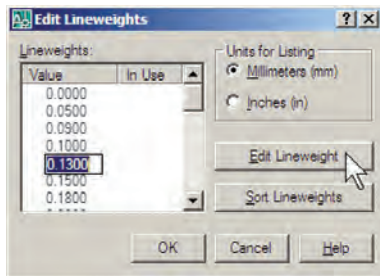 Edit Lineweights
Lineweights:
Value In Use
0.0000
0.0500
0.0900
0.1000
0.1300
0.1500
0.1800
Units for Listing
Millimeters (mm)
Inches (in)
Edit Lineweight
Sort Lineweights
OK Cancel Help